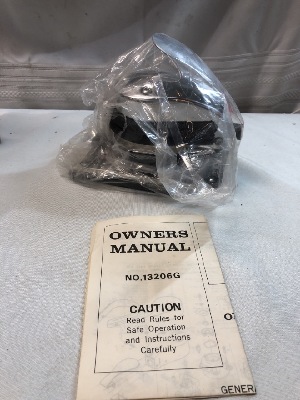 OWNERS
MANUAL
NO.13206G
CAUTION
Read Rules for
Safe Operation
and Instructions
Carefully